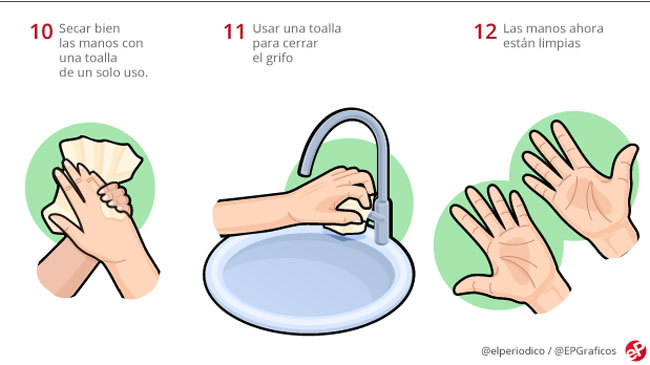 10 Secar bien
las manos con
una toalla
de un solo uso.
11 Usar una toalla
para cerrar
el grifo
12 Las manos ahora
están limpias
@elperiodico / @EPGraficos eP